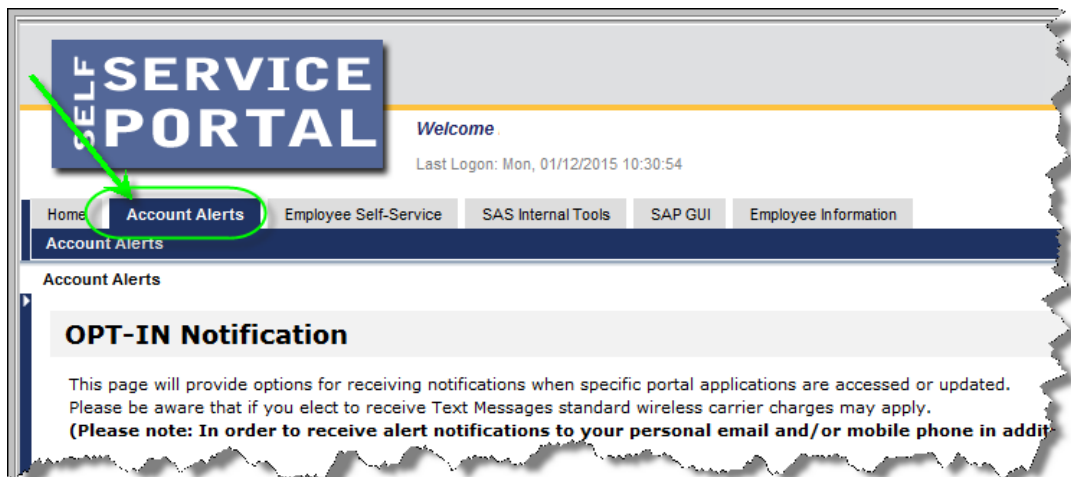 SELF SERVICE PORTAL
Welcome
Last Logon: Mon, 01/12/2015 10:30:54
Home Account Alerts Employee Self-Service SAS Internal Tools SAP GUI Employee Information
Account Alerts
Account Alerts
OPT-IN Notification
This page will provide options for receiving notifications when specific portal applications are accessed or updated.
Please be aware that if you elect to receive Text Messages standard wireless carrier charges may apply.
(Please note: In order to receive alert notifications to your personal email and/or mobile phone in addit